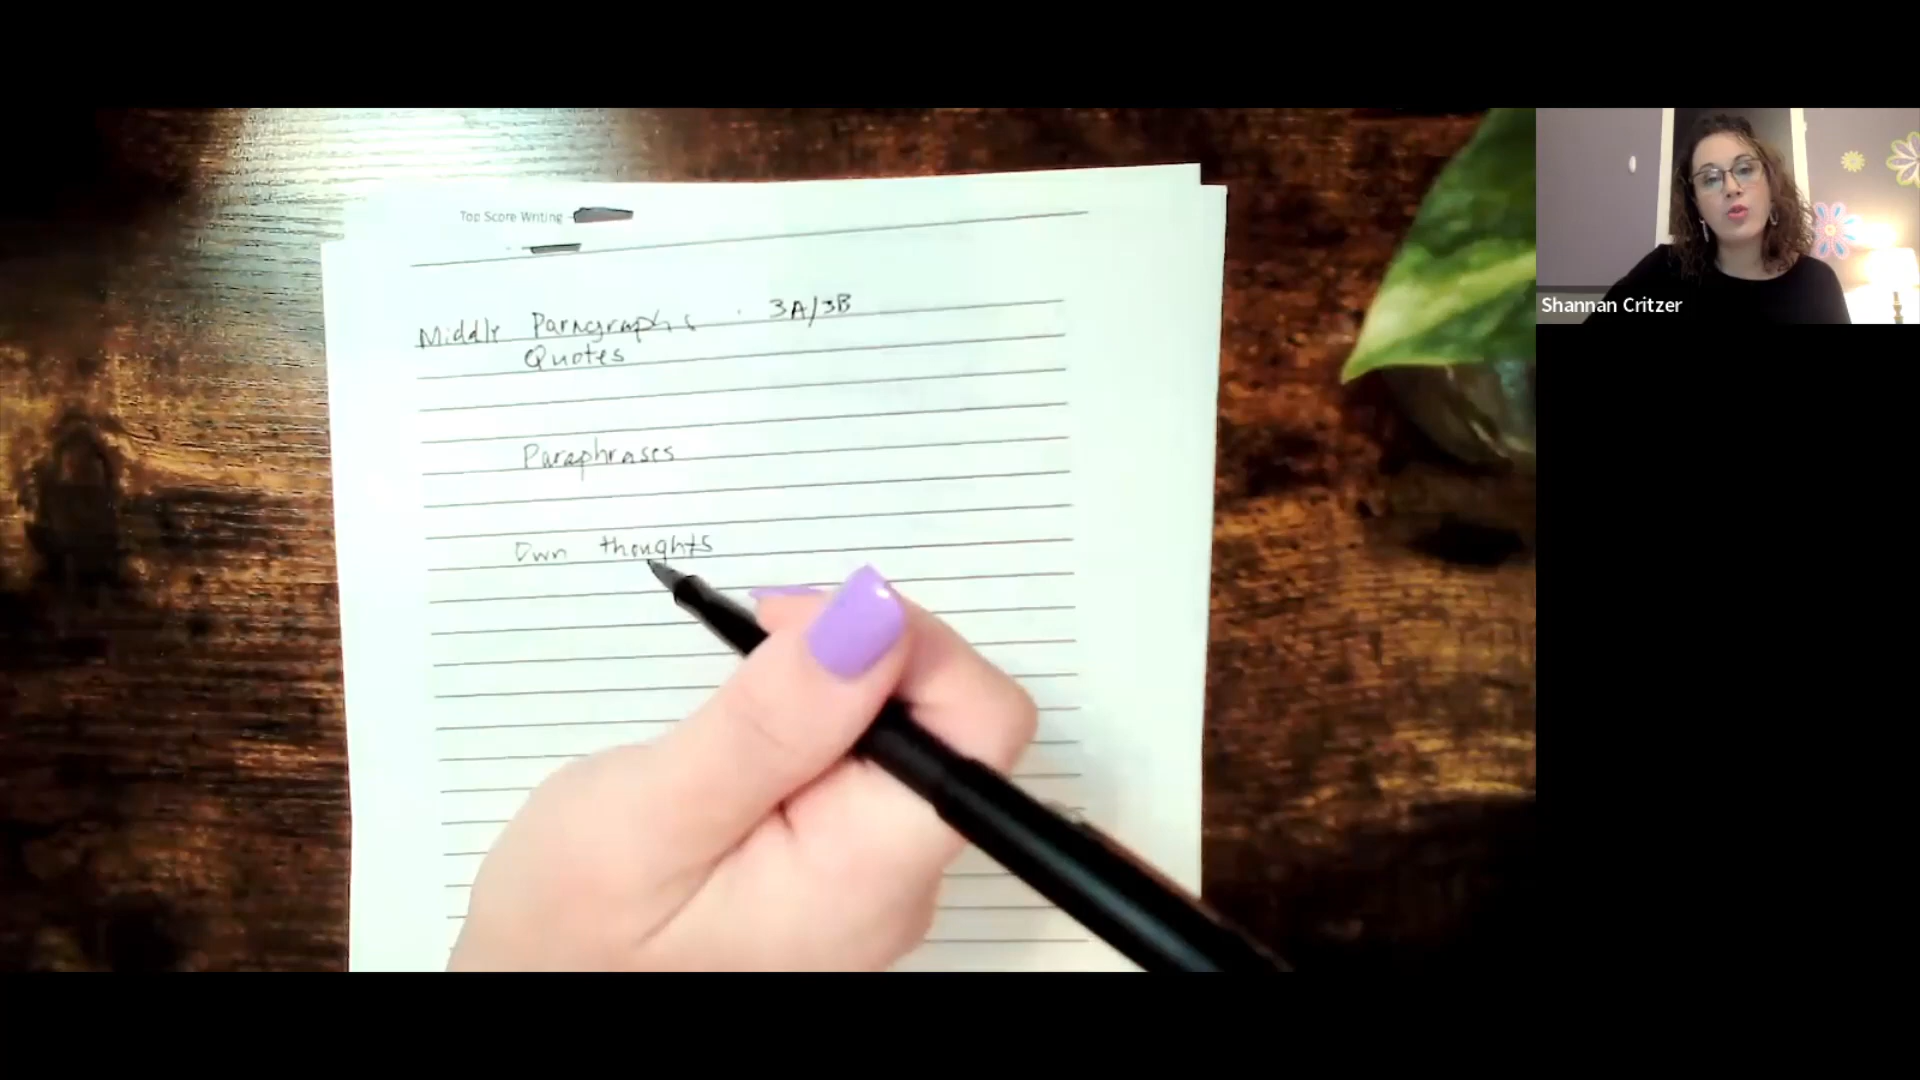 Top Score Writing
Middle Paragraphs . 3A/3B
Quotes
Paraphrases
Own thoughts
Shannan Critzer